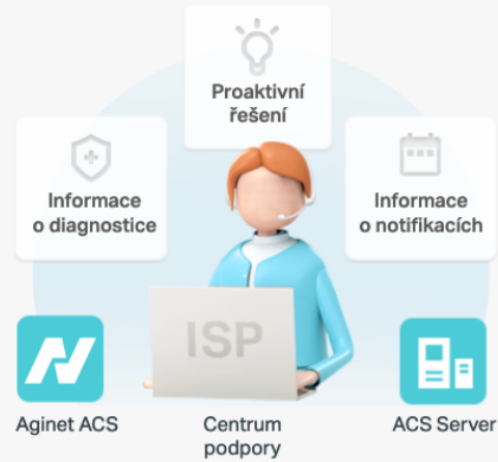 Proaktivní
řešení
Informace
o diagnostice
Informace
o notifikacích
ISP
Aginet ACS
Centrum
podpory
ACS Server